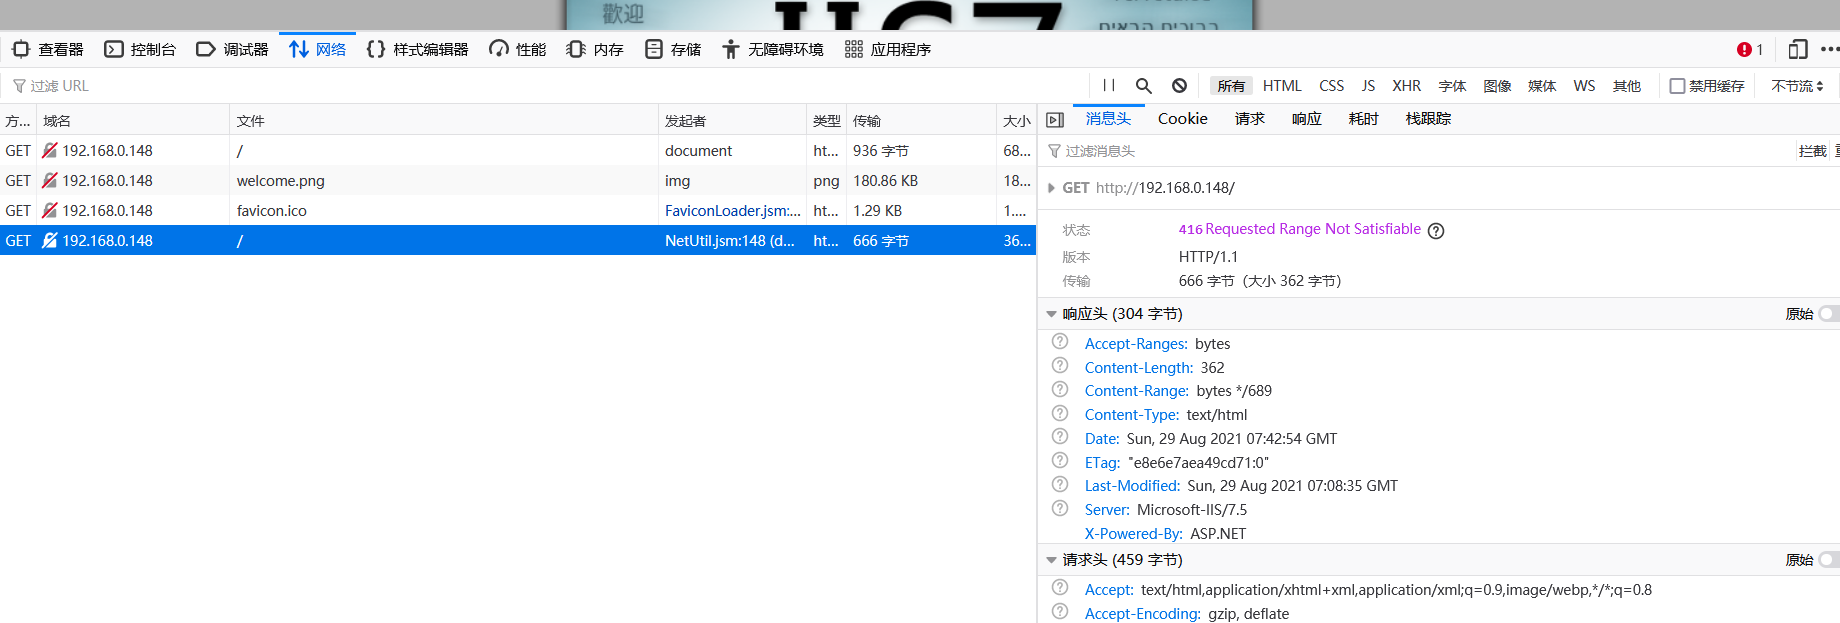 歡迎
IIS7
ברוכים הבאים
查看器 控制台 调试器 网络 样式编辑器 性能 内存 存储 无障碍环境 应用程序 1
过滤 URL 所有 HTML CSS JS XHR 字体 图像 媒体 WS 其他 禁用缓存 不节流
方... 域名 文件 发起者 类型 传输 大小 消息头 Cookie 请求 响应 耗时 栈跟踪
GET 192.168.0.148 / document ht... 936 字节 68...
过滤消息头 拦截
GET 192.168.0.148 welcome.png img png 180.86 KB 18...
GET http://192.168.0.148/
GET 192.168.0.148 favicon.ico FaviconLoader.jsm:... ht... 1.29 KB 1....
GET 192.168.0.148 / NetUtil.jsm:148 (d... ht... 666 字节 36...
状态 416 Requested Range Not Satisfiable
版本 HTTP/1.1
传输 666 字节（大小 362 字节）
响应头 (304 字节) 原始
Accept-Ranges: bytes
Content-Length: 362
Content-Range: bytes */689
Content-Type: text/html
Date: Sun, 29 Aug 2021 07:42:54 GMT
ETag: "e8e6e7aea49cd71:0"
Last-Modified: Sun, 29 Aug 2021 07:08:35 GMT
Server: Microsoft-IIS/7.5
X-Powered-By: ASP.NET
请求头 (459 字节) 原始
Accept: text/html,application/xhtml+xml,application/xml;q=0.9,image/webp,*/*;q=0.8
Accept-Encoding: gzip, deflate